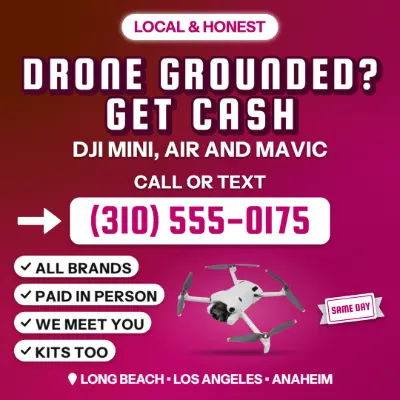 LOCAL & HONEST
DRONE GROUNDED?
GET CASH
DJI MINI, AIR AND MAVIC
CALL OR TEXT
(310) 555-0175
ALL BRANDS
PAID IN PERSON
WE MEET YOU
KITS TOO
SAME DAY
LONG BEACH • LOS ANGELES • ANAHEIM